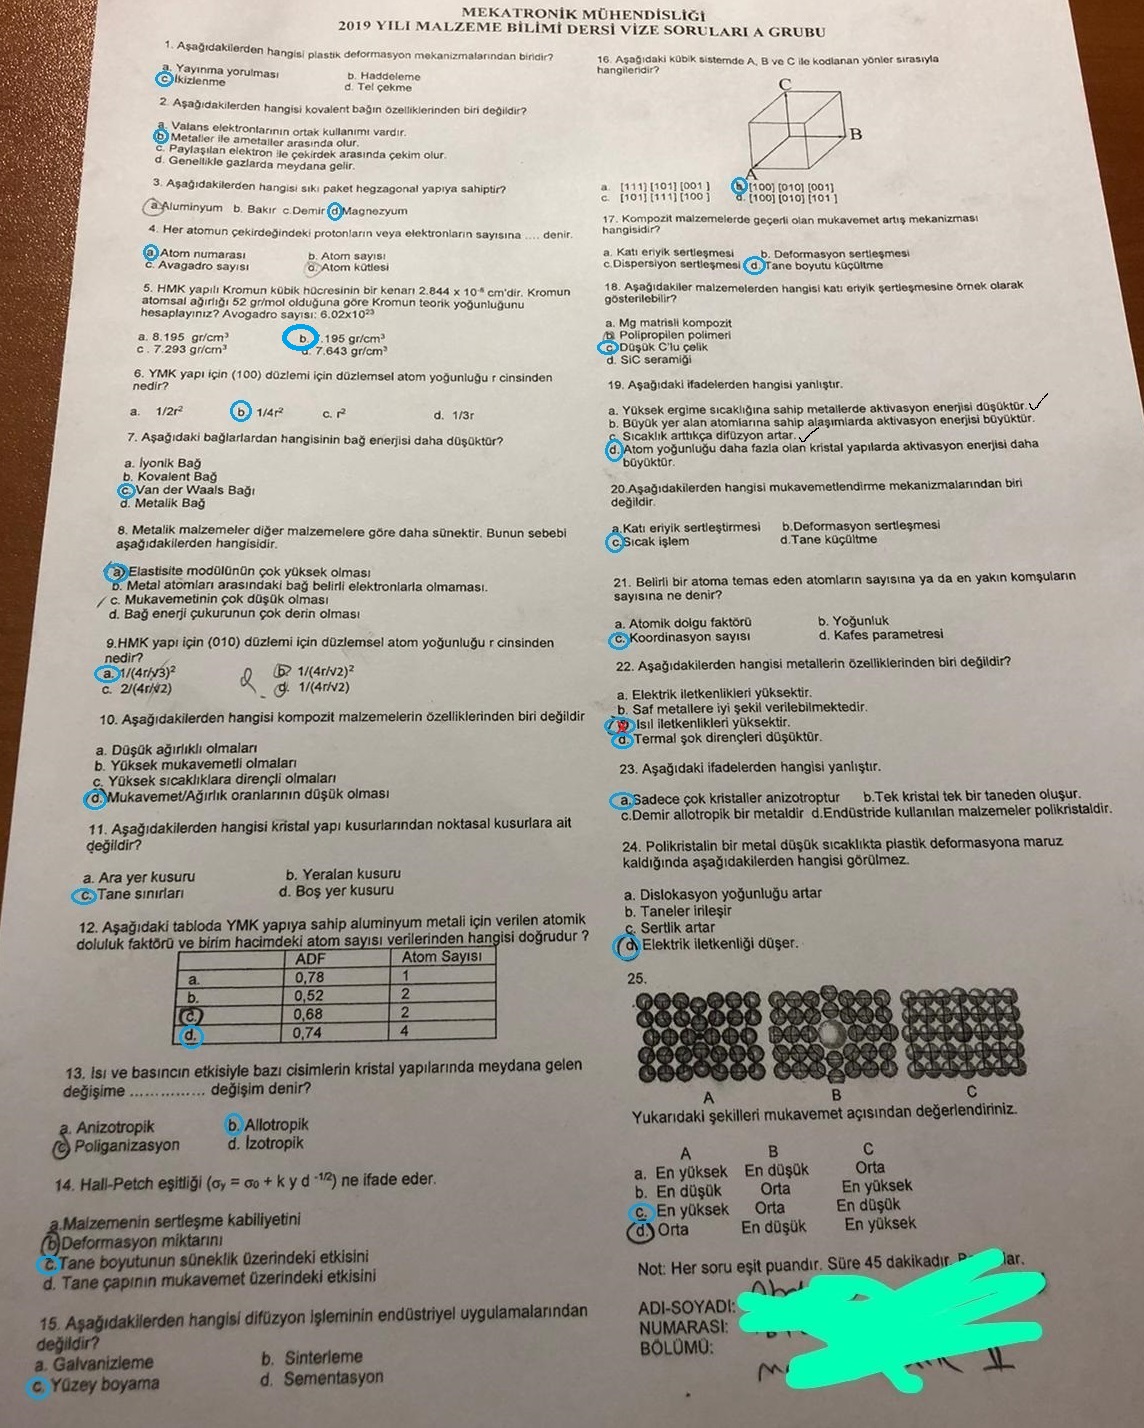 MEKATRONİK MÜHENDİSLİĞİ
2019 YILI MALZEME BİLİMİ DERSİ VİZE SORULARI A GRUBU
1. Aşağıdakilerden hangisi plastik deformasyon mekanizmalarından biridir?
a. Yayınma yorulması b. Haddeleme
c. İkizlenme d. Tel çekme
2. Aşağıdakilerden hangisi kovalent bağın özelliklerinden biri değildir?
a. Valans elektronlarının ortak kullanımı vardır.
b. Metaller ile ametaller arasında olur.
c. Paylaşılan elektron ile çekirdek arasında çekim olur.
d. Genellikle gazlarda meydana gelir.
3. Aşağıdakilerden hangisi sıkı paket hegzagonal yapıya sahiptir?
a. Aluminyum b. Bakır c.Demir d.Magnezyum
4. Her atomun çekirdeğindeki protonların veya elektronların sayısına .... denir.
a. Atom numarası b. Atom sayısı
c. Avagadro sayısı d. Atom kütlesi
5. HMK yapılı Kromun kübik hücresinin bir kenarı 2.844 x 10⁻⁸ cm'dir. Kromun
atomsal ağırlığı 52 gr/mol olduğuna göre Kromun teorik yoğunluğunu
hesaplayınız? Avogadro sayısı: 6.02x10²³
a. 8.195 gr/cm³ b. .195 gr/cm³
c. 7.293 gr/cm³ d. 7.643 gr/cm³
6. YMK yapı için (100) düzlemi için düzlemsel atom yoğunluğu r cinsinden
nedir?
a. 1/2r² b. 1/4r² c. r² d. 1/3r
7. Aşağıdaki bağlarlardan hangisinin bağ enerjisi daha düşüktür?
a. İyonik Bağ
b. Kovalent Bağ
c. Van der Waals Bağı
d. Metalik Bağ
8. Metalik malzemeler diğer malzemelere göre daha sünektir. Bunun sebebi
aşağıdakilerden hangisidir.
a) Elastisite modülünün çok yüksek olması
b. Metal atomları arasındaki bağ belirli elektronlarla olmaması.
c. Mukavemetinin çok düşük olması
d. Bağ enerji çukurunun çok derin olması
9.HMK yapı için (010) düzlemi için düzlemsel atom yoğunluğu r cinsinden
nedir?
a. 1/(4r/√3)² b? 1/(4r/√2)²
c. 2/(4r/√2) d. 1/(4r/√2)
10. Aşağıdakilerden hangisi kompozit malzemelerin özelliklerinden biri değildir
a. Düşük ağırlıklı olmaları
b. Yüksek mukavemetli olmaları
c. Yüksek sıcaklıklara dirençli olmaları
d. Mukavemet/Ağırlık oranlarının düşük olması
11. Aşağıdakilerden hangisi kristal yapı kusurlarından noktasal kusurlara ait
değildir?
a. Ara yer kusuru b. Yeralan kusuru
c. Tane sınırları d. Boş yer kusuru
12. Aşağıdaki tabloda YMK yapıya sahip aluminyum metali için verilen atomik
doluluk faktörü ve birim hacimdeki atom sayısı verilerinden hangisi doğrudur ?
ADF Atom Sayısı
a. 0,78 1
b. 0,52 2
c. 0,68 2
d. 0,74 4
13. Isı ve basıncın etkisiyle bazı cisimlerin kristal yapılarında meydana gelen
değişime .............. değişim denir?
a. Anizotropik b. Allotropik
c. Poliganizasyon d. İzotropik
14. Hall-Petch eşitliği (σy = σo + k y d -1/2) ne ifade eder.
a.Malzemenin sertleşme kabiliyetini
b)Deformasyon miktarını
c.Tane boyutunun süneklik üzerindeki etkisini
d. Tane çapının mukavemet üzerindeki etkisini
15. Aşağıdakilerden hangisi difüzyon işleminin endüstriyel uygulamalarından
değildir?
a. Galvanizleme b. Sinterleme
c. Yüzey boyama d. Sementasyon
16. Aşağıdaki kübik sistemde A, B ve C ile kodlanan yönler sırasıyla
hangileridir?
C
B
A
a. [111] [101] [001 ] b. [100] [010] [001]
c. [101] [111] [100 ] d. [100] [010] [101 ]
17. Kompozit malzemelerde geçerli olan mukavemet artış mekanizması
hangisidir?
a. Katı eriyik sertleşmesi b. Deformasyon sertleşmesi
c.Dispersiyon sertleşmesi d. Tane boyutu küçültme
18. Aşağıdakiler malzemelerden hangisi katı eriyik şertleşmesine örnek olarak
gösterilebilir?
a. Mg matrisli kompozit
b. Polipropilen polimeri
c. Düşük C'lu çelik
d. SiC seramiği
19. Aşağıdaki ifadelerden hangisi yanlıştır.
a. Yüksek ergime sıcaklığına sahip metallerde aktivasyon enerjisi düşüktür.
b. Büyük yer alan atomlarına sahip alaşımlarda aktivasyon enerjisi büyüktür.
c. Sıcaklık arttıkça difüzyon artar.
d. Atom yoğunluğu daha fazla olan kristal yapılarda aktivasyon enerjisi daha
büyüktür.
20.Aşağıdakilerden hangisi mukavemetlendirme mekanizmalarından biri
değildir.
a.Katı eriyik sertleştirmesi b.Deformasyon sertleşmesi
c.Sıcak işlem d.Tane küçültme
21. Belirli bir atoma temas eden atomların sayısına ya da en yakın komşuların
sayısına ne denir?
a. Atomik dolgu faktörü b. Yoğunluk
c. Koordinasyon sayısı d. Kafes parametresi
22. Aşağıdakilerden hangisi metallerin özelliklerinden biri değildir?
a. Elektrik iletkenlikleri yüksektir.
b. Saf metallere iyi şekil verilebilmektedir.
Isıl iletkenlikleri yüksektir.
d. Termal şok dirençleri düşüktür.
23. Aşağıdaki ifadelerden hangisi yanlıştır.
a.Sadece çok kristaller anizotroptur b.Tek kristal tek bir taneden oluşur.
c.Demir allotropik bir metaldir d.Endüstride kullanılan malzemeler polikristaldir.
24. Polikristalin bir metal düşük sıcaklıkta plastik deformasyona maruz
kaldığında aşağıdakilerden hangisi görülmez.
a. Dislokasyon yoğunluğu artar
b. Taneler irileşir
c. Sertlik artar
d. Elektrik iletkenliği düşer.
25.
A B C
Yukarıdaki şekilleri mukavemet açısından değerlendiriniz.
A B C
a. En yüksek En düşük Orta
b. En düşük Orta En yüksek
c. En yüksek Orta En düşük
d. Orta En düşük En yüksek
Not: Her soru eşit puandır. Süre 45 dakikadır.
ADI-SOYADI:
NUMARASI:
BÖLÜMÜ: